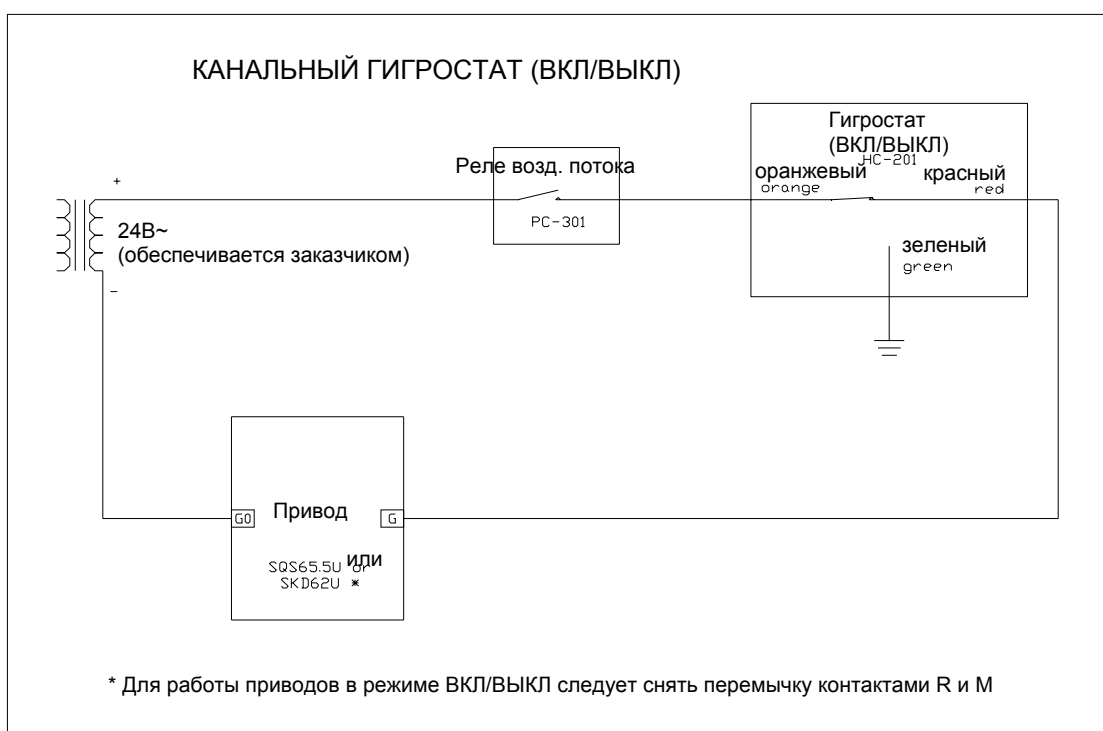 КАНАЛЬНЫЙ ГИГРОСТАТ (ВКЛ/ВЫКЛ)
Гигростат
(ВКЛ/ВЫКЛ)
HC-201
Реле возд. потока
PC-301
оранжевый
orange
красный
red
зеленый
green
+
24В~
(обеспечивается заказчиком)
–
G0
Привод
G
SQS65.5U or
или
SKD62U *
* Для работы приводов в режиме ВКЛ/ВЫКЛ следует снять перемычку контактами R и M